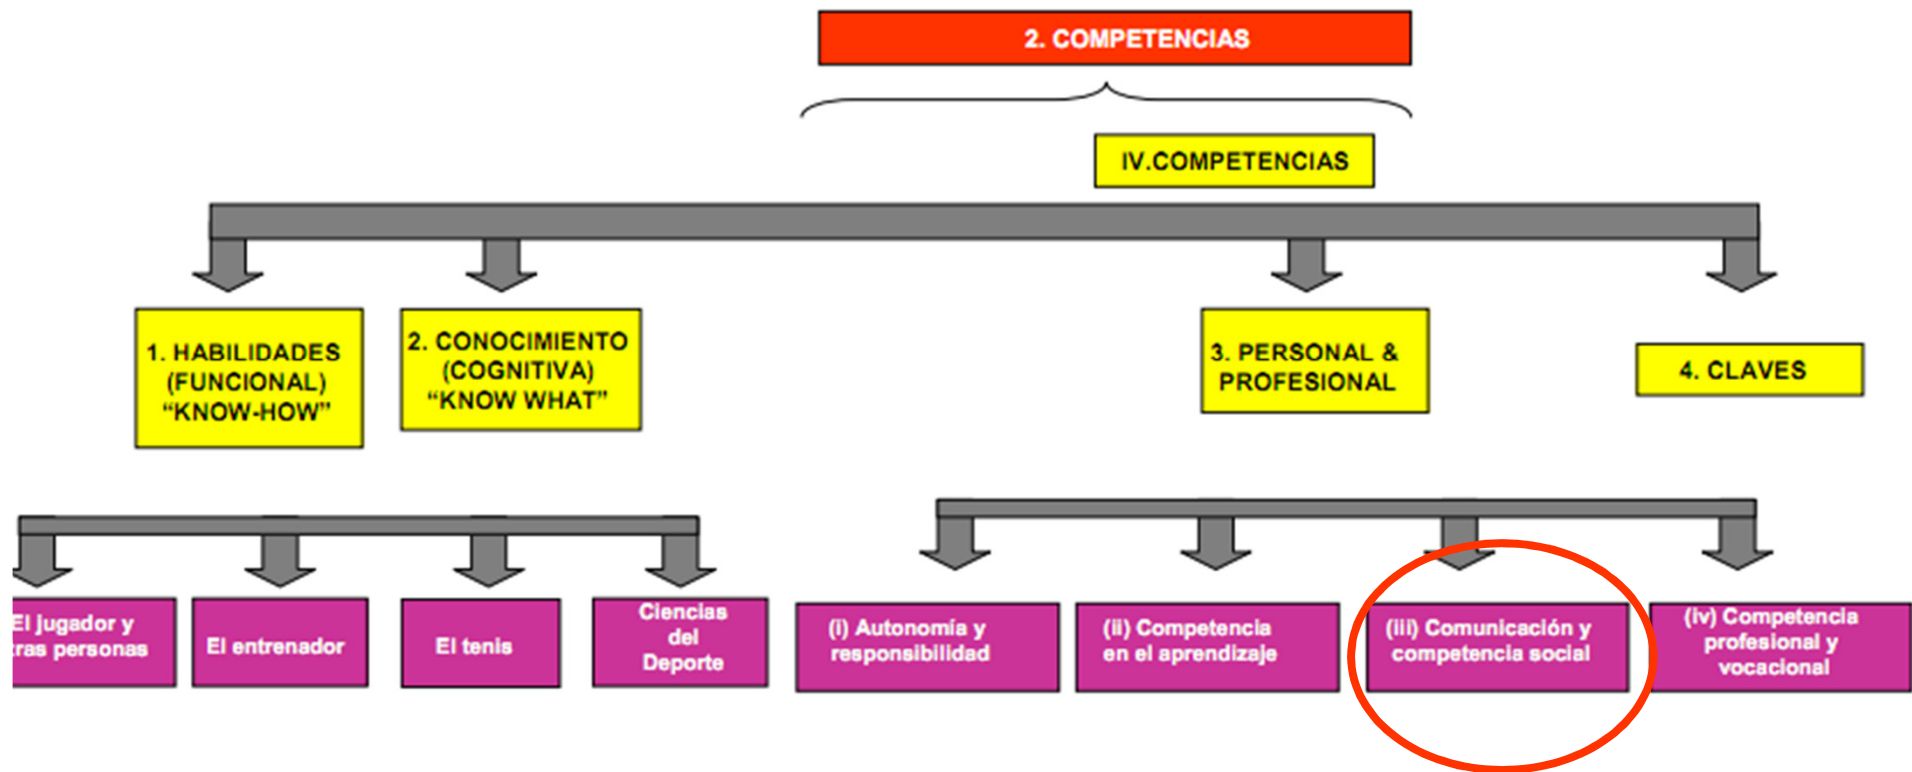 2. COMPETENCIAS
IV.COMPETENCIAS
1. HABILIDADES
(FUNCIONAL)
“KNOW-HOW”
2. CONOCIMIENTO
(COGNITIVA)
“KNOW WHAT”
3. PERSONAL &
PROFESIONAL
4. CLAVES
El jugador y
tras personas
El entrenador
El tenis
Ciencias
del
Deporte
(i) Autonomía y
responsibilidad
(ii) Competencia
en el aprendizaje
(iii) Comunicación y
competencia social
(iv) Competencia
profesional y
vocacional